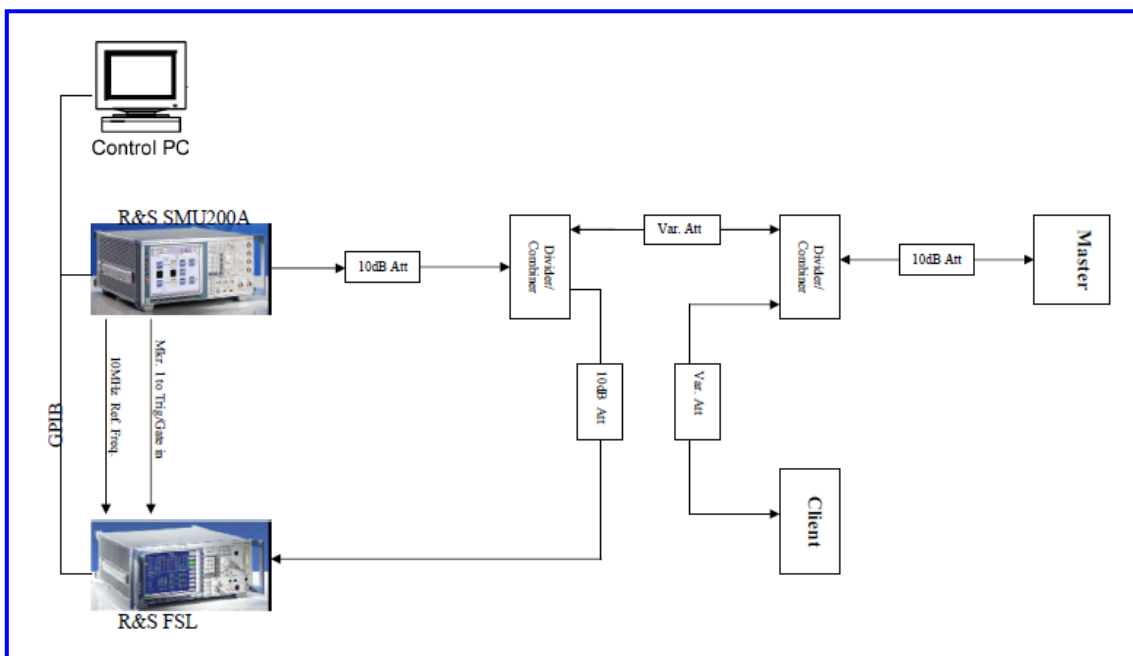 Control PC
R&S SMU200A
10dB Att
Divider/
Combiner
Var. Att
Divider/
Combiner
10dB Att
Master
GPIB
10MHz Ref. Freq.
Mkr. 1 to Trig/Gate in
10dB Att
Var. Att
Client
R&S FSL